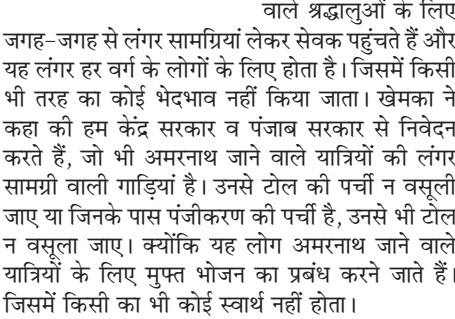 वाले श्रद्धालुओं के लिए
जगह-जगह से लंगर सामग्रियां लेकर सेवक पहुंचते हैं और
यह लंगर हर वर्ग के लोगों के लिए होता है। जिसमें किसी
भी तरह का कोई भेदभाव नहीं किया जाता। खेमका ने
कहा की हम केंद्र सरकार व पंजाब सरकार से निवेदन
करते हैं, जो भी अमरनाथ जाने वाले यात्रियों की लंगर
सामग्री वाली गाड़ियां है। उनसे टोल की पर्ची न वसूली
जाए या जिनके पास पंजीकरण की पर्ची है, उनसे भी टोल
न वसूला जाए। क्योंकि यह लोग अमरनाथ जाने वाले
यात्रियों के लिए मुफ्त भोजन का प्रबंध करने जाते हैं।
जिसमें किसी का भी कोई स्वार्थ नहीं होता।